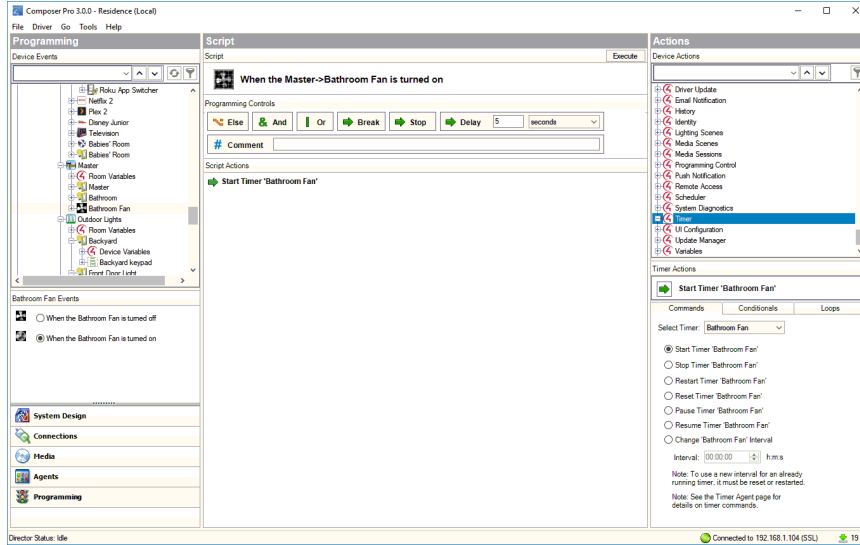 Composer Pro 3.0.0 - Residence (Local)
File Driver Go Tools Help
Programming
Device Events
Roku App Switcher
Netflix 2
Plex 2
Disney Junior
Television
Babies' Room
Babies' Room
Master
Room Variables
Master
Bathroom
Bathroom Fan
Outdoor Lights
Room Variables
Backyard
Device Variables
Backyard keypad
Front Door Light
Bathroom Fan Events
When the Bathroom Fan is turned off
When the Bathroom Fan is turned on
System Design
Connections
Media
Agents
Programming
Script
Script Execute
When the Master->Bathroom Fan is turned on
Programming Controls
Else & And Or Break Stop Delay 5 seconds
# Comment
Script Actions
Start Timer 'Bathroom Fan'
Actions
Device Actions
Driver Update
Email Notification
History
Identity
Lighting Scenes
Media Scenes
Media Sessions
Programming Control
Push Notification
Remote Access
Scheduler
System Diagnostics
Timer
UI Configuration
Update Manager
Variables
Timer Actions
Start Timer 'Bathroom Fan'
Commands Conditionals Loops
Select Timer: Bathroom Fan
Start Timer 'Bathroom Fan'
Stop Timer 'Bathroom Fan'
Restart Timer 'Bathroom Fan'
Reset Timer 'Bathroom Fan'
Pause Timer 'Bathroom Fan'
Resume Timer 'Bathroom Fan'
Change 'Bathroom Fan' Interval
Interval: 00:00:00 h:m:s
Note: To use a new interval for an already
running timer, it must be reset or restarted.
Note: See the Timer Agent page for
details on timer commands.
Director Status: Idle
Connected to 192.168.1.104 (SSL) 19